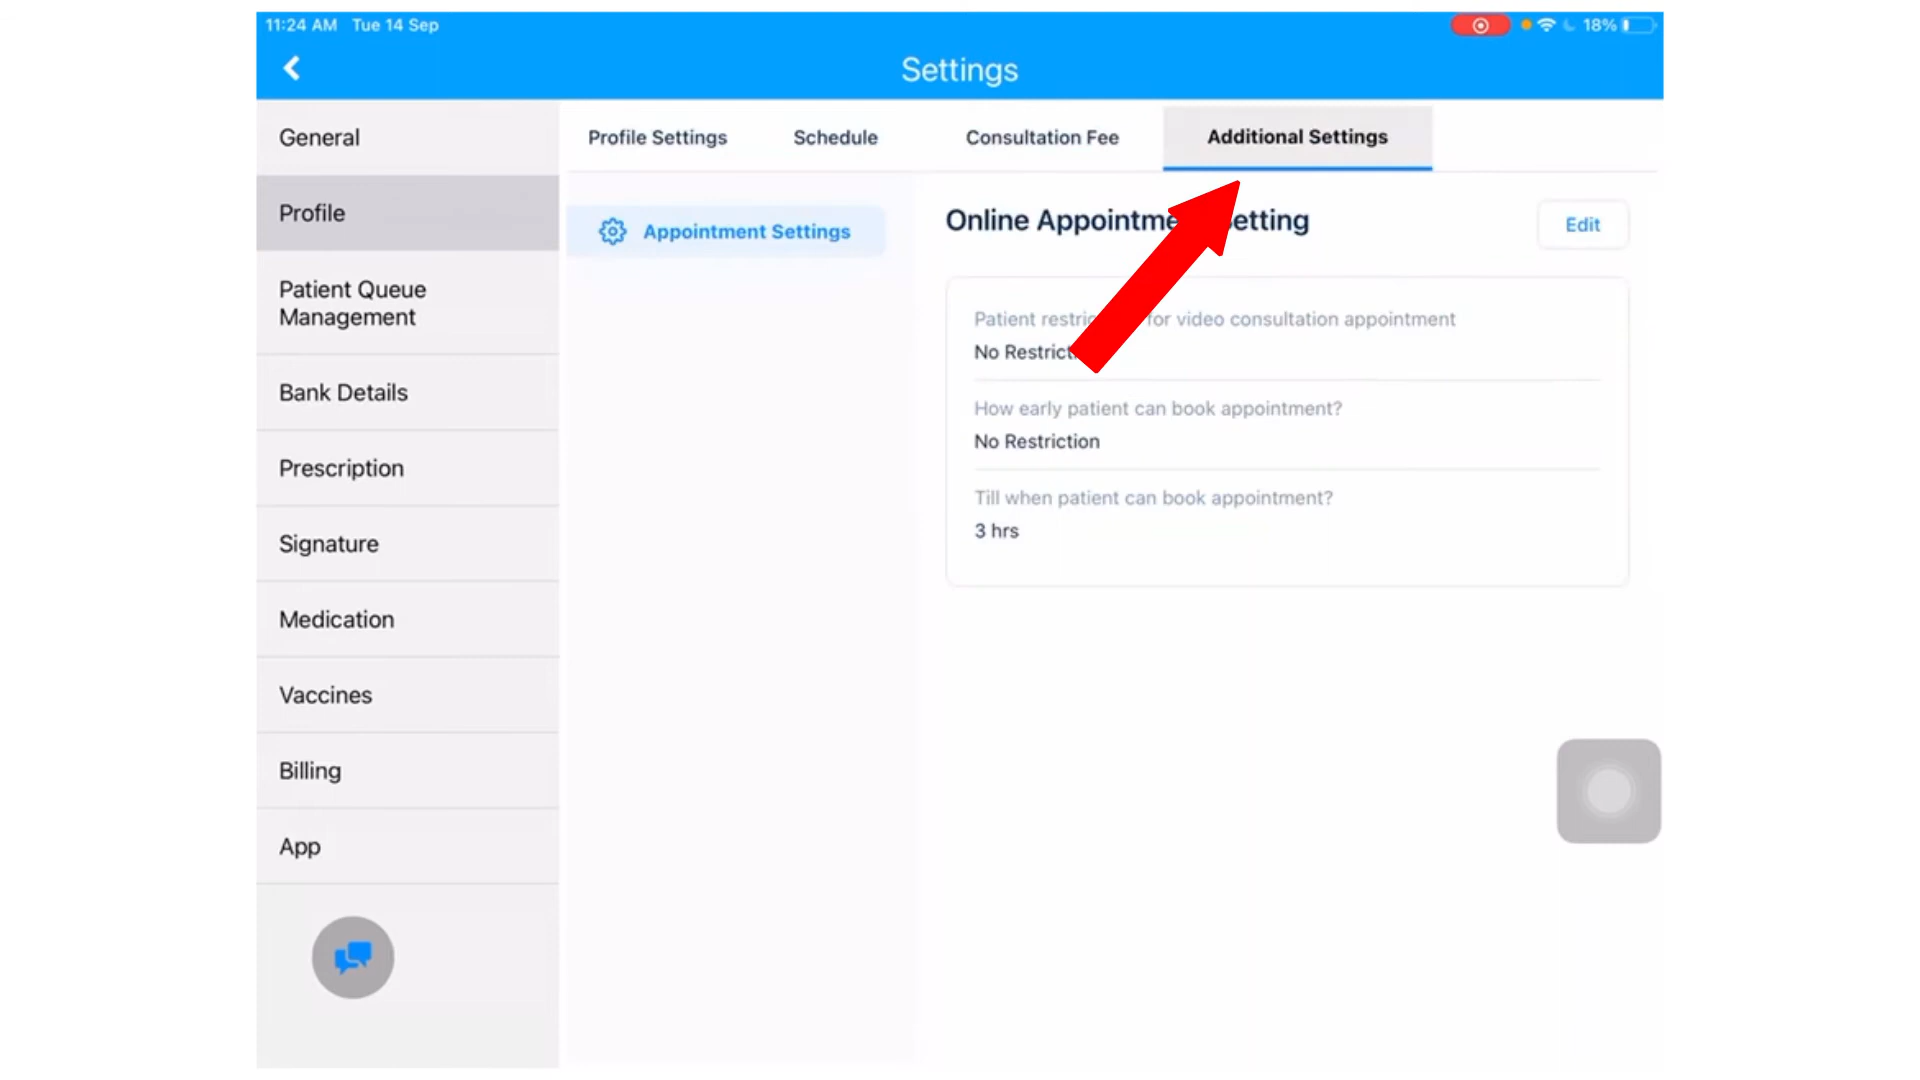 11:24 AM Tue 14 Sep
18%
Settings
General
Profile
Patient Queue
Management
Bank Details
Prescription
Signature
Medication
Vaccines
Billing
App
Profile Settings
Schedule
Consultation Fee
Additional Settings
Appointment Settings
Online Appointme etting
Edit
Patient restric for video consultation appointment
No Restrict
How early patient can book appointment?
No Restriction
Till when patient can book appointment?
3 hrs